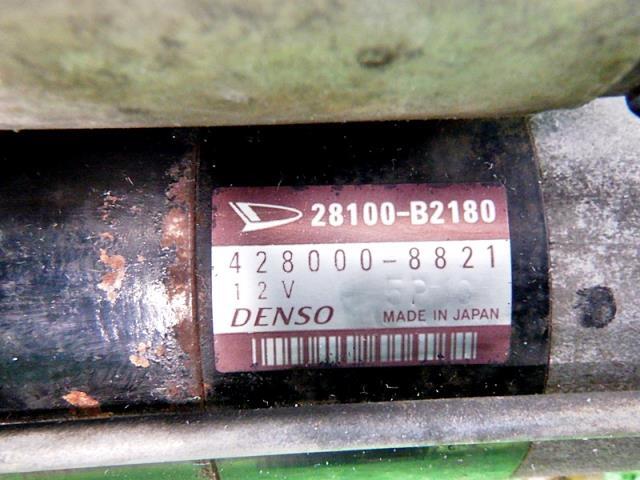 28100-B2180
428000-8821
12V
DENSO MADE IN JAPAN